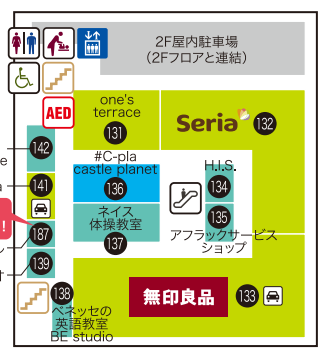 2F屋内駐車場
(2Fフロアと連結)
AED
one's
terrace
131
Seria
132
142
e
#C-pla
castle planet
136
H.I.S.
134
141
a
135
ネイス
体操教室
137
アフラックサービス
ショップ
!
187
139
138
ベネッセの
英語教室
BE studio
無印良品
133